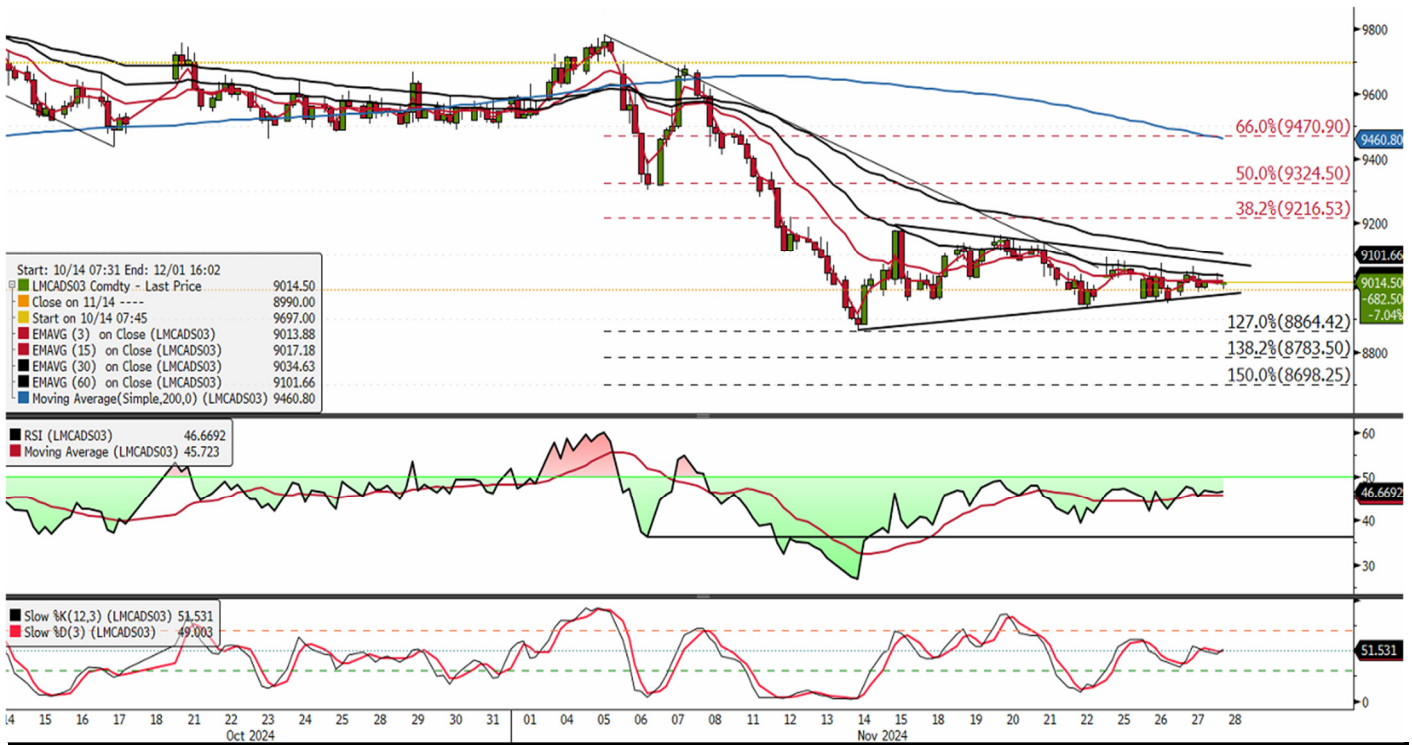 9800
9600
9400
9200
8800
66.0%(9470.90)
9460.80
50.0%(9324.50)
38.2%(9216.53)
9101.66
9014.50
-682.50
-7.04%
127.0%(8864.42)
138.2%(8783.50)
150.0%(8698.25)
Start: 10/14 07:31 End: 12/01 16:02
LMCADS03 Comdty - Last Price 9014.50
Close on 11/14 ---- 8990.00
Start on 10/14 07:45 9697.00
EMAVG (3) on Close (LMCADS03) 9013.88
EMAVG (15) on Close (LMCADS03) 9017.18
EMAVG (30) on Close (LMCADS03) 9034.63
EMAVG (60) on Close (LMCADS03) 9101.66
Moving Average(Simple,200,0) (LMCADS03) 9460.80
RSI (LMCADS03) 46.6692
Moving Average (LMCADS03) 45.723
60
50
46.6692
40
30
Slow %K(12,3) (LMCADS03) 51.531
Slow %D(3) (LMCADS03) 49.003
51.531
0
14 15 16 17 18 21 22 23 24 25 28 29 30 31 01 04 05 06 07 08 11 12 13 14 15 18 19 20 21 22 25 26 27 28
Oct 2024 Nov 2024